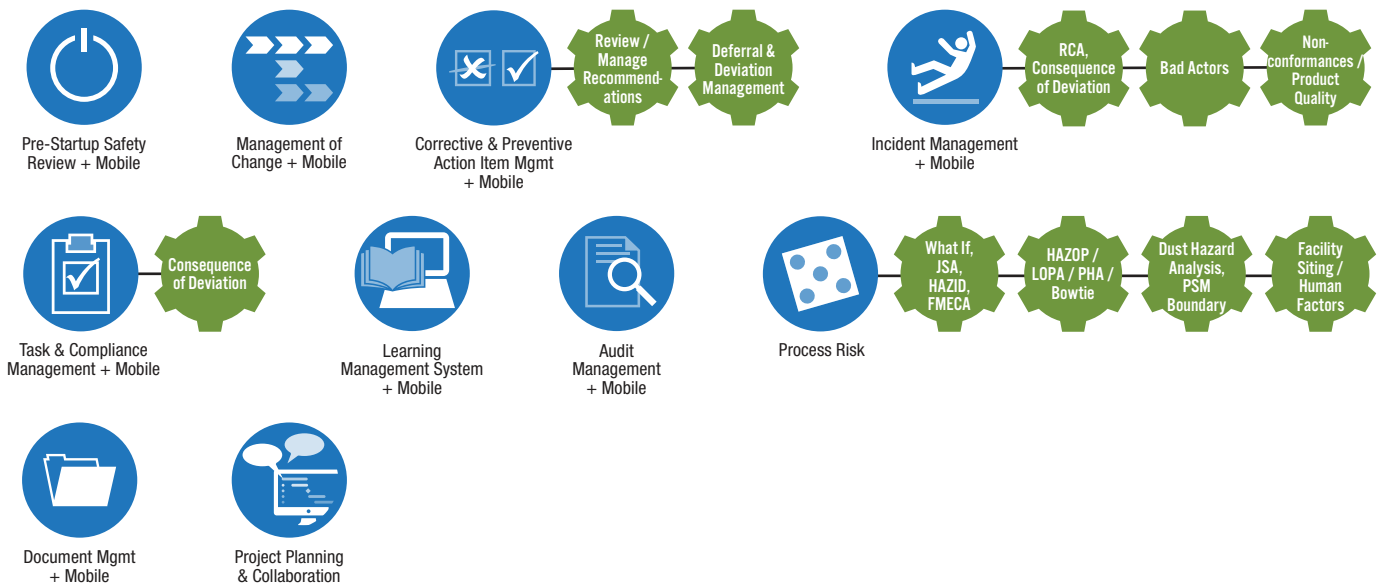 Pre-Startup Safety
Review + Mobile
Management of
Change + Mobile
Corrective & Preventive
Action Item Mgmt
+ Mobile
Review /
Manage
Recommend-
ations
Deferral &
Deviation
Management
Incident Management
+ Mobile
RCA,
Consequence
of Deviation
Bad Actors
Non-
conformances /
Product
Quality
Task & Compliance
Management + Mobile
Consequence
of Deviation
Learning
Management System
+ Mobile
Audit
Management
+ Mobile
Process Risk
What If,
JSA,
HAZID,
FMECA
HAZOP /
LOPA / PHA /
Bowtie
Dust Hazard
Analysis,
PSM
Boundary
Facility
Siting /
Human
Factors
Document Mgmt
+ Mobile
Project Planning
& Collaboration